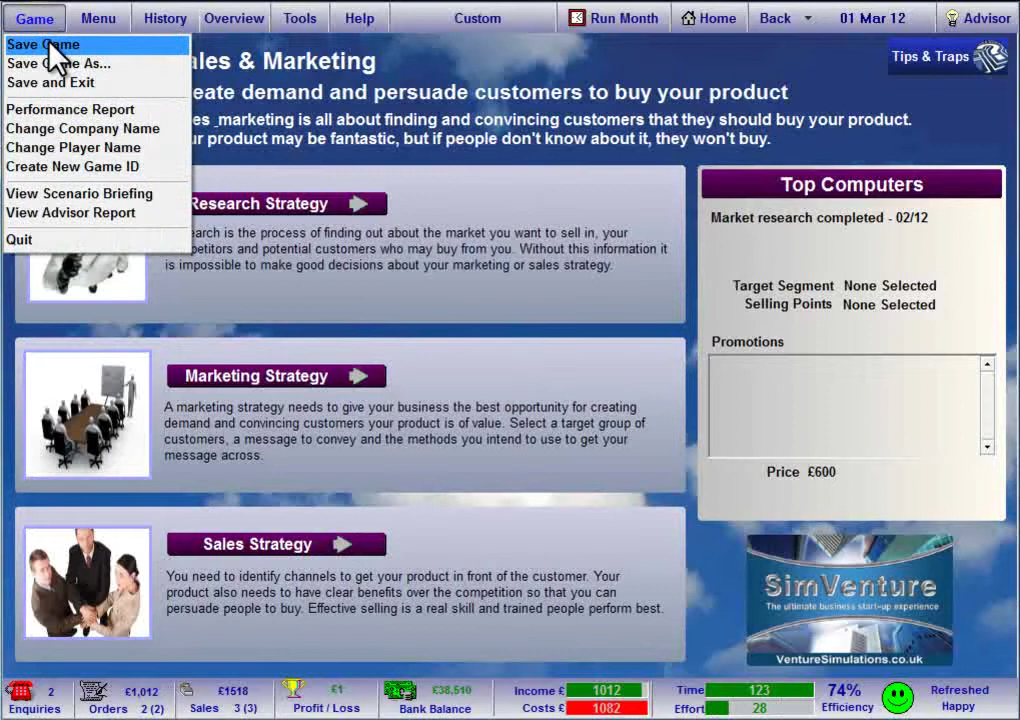 Game Menu History Overview Tools Help Custom Run Month Home Back 01 Mar 12 Advisor
Save Game
Save Game As...
Save and Exit
Performance Report
Change Company Name
Change Player Name
Create New Game ID
View Scenario Briefing
View Advisor Report
Quit
ales & Marketing
eate demand and persuade customers to buy your product
es marketing is all about finding and convincing customers that they should buy your product.
r product may be fantastic, but if people don't know about it, they won't buy.
Tips & Traps
Research Strategy
earch is the process of finding out about the market you want to sell in, your
petitors and potential customers who may buy from you. Without this information it
is impossible to make good decisions about your marketing or sales strategy.
Marketing Strategy
A marketing strategy needs to give your business the best opportunity for creating
demand and convincing customers your product is of value. Select a target group of
customers, a message to convey and the methods you intend to use to get your
message across.
Sales Strategy
You need to identify channels to get your product in front of the customer. Your
product also needs to have clear benefits over the competition so that you can
persuade people to buy. Effective selling is a real skill and trained people perform best.
Top Computers
Market research completed - 02/12
Target Segment None Selected
Selling Points None Selected
Promotions
Price £600
SimVenture
The ultimate business start-up experience
VentureSimulations.co.uk
2 Enquiries
£1,012
Orders 2 (2)
£1518
Sales 3 (3)
£1
Profit / Loss
£38,510
Bank Balance
Income £ 1012
Costs £ 1082
Time 123
Effort 28
74%
Efficiency
Refreshed
Happy